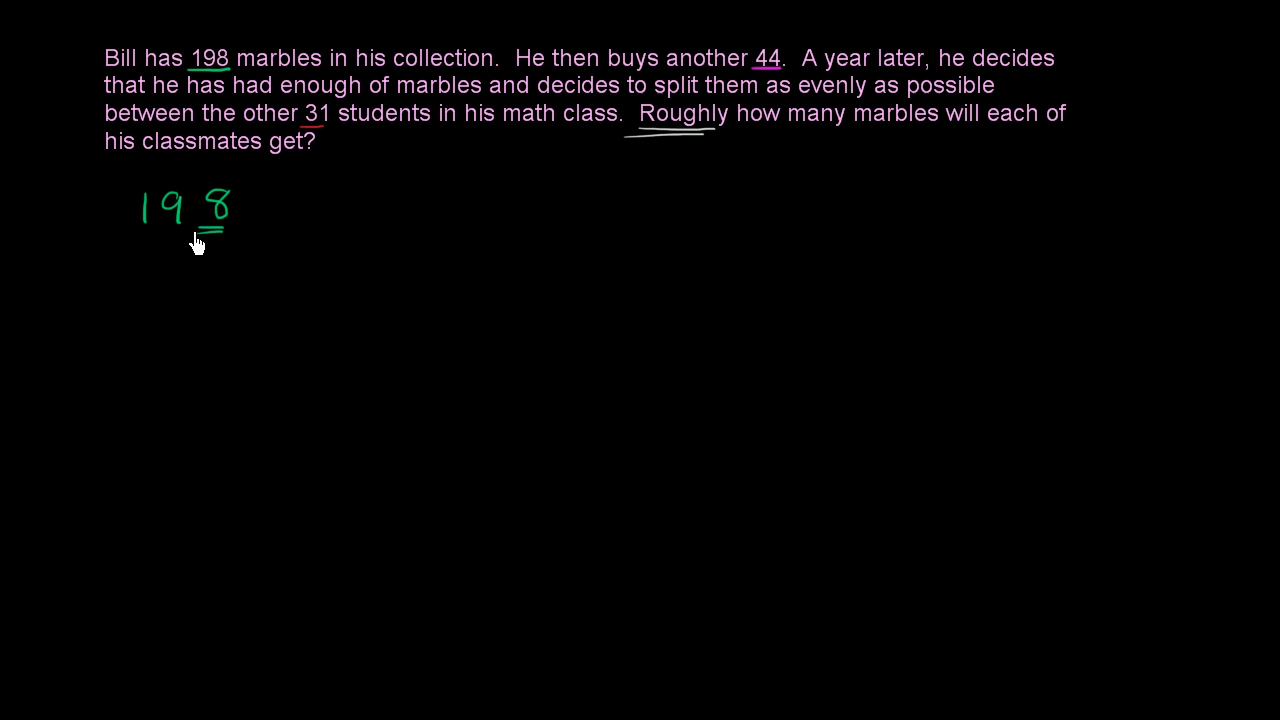 Bill has 198 marbles in his collection.  He then buys another 44.  A year later, he decides
that he has had enough of marbles and decides to split them as evenly as possible
between the other 31 students in his math class.  Roughly how many marbles will each of
his classmates get?
198